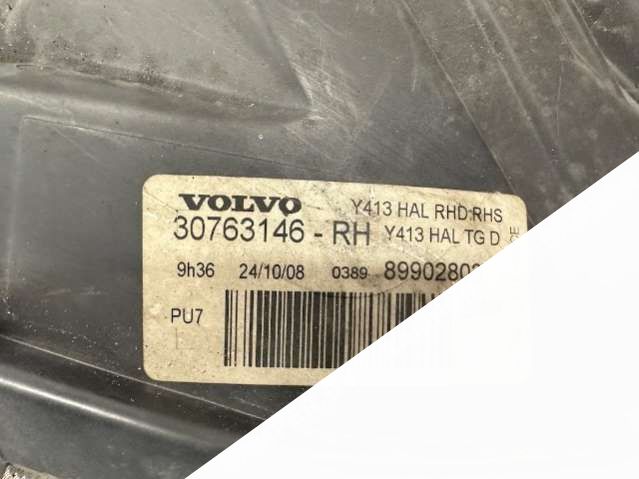 VOLVO Y413 HAL RHD RHS
30763146 - RH Y413 HAL TG D
9h36 24/10/08 0389
PU7